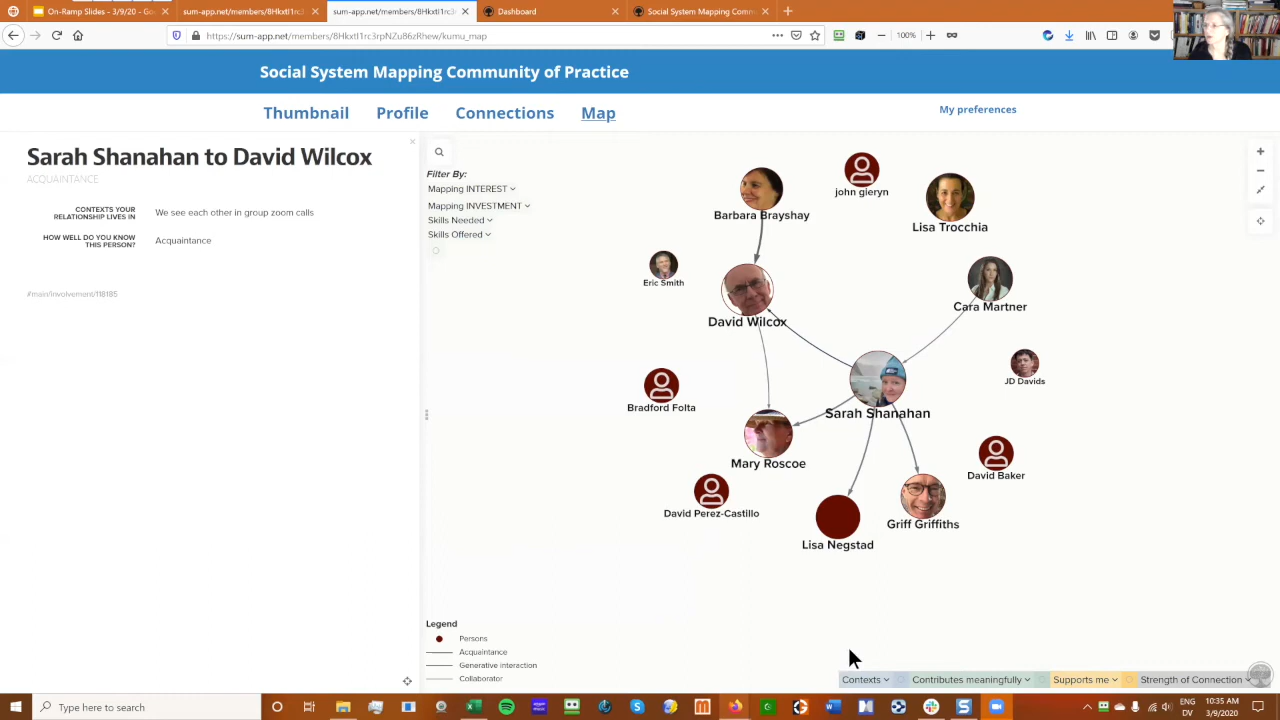 On-Ramp Slides - 3/9/20 - Go
sum-app.net/members/8Hkxtl1rc3
sum-app.net/members/8Hkxtl1rc3
Dashboard
Social System Mapping Comm
https://sum-app.net/members/8Hkxtl1rc3rpNZu86zRhew/kumu_map
100%
Social System Mapping Community of Practice
Thumbnail
Profile
Connections
Map
My preferences
Sarah Shanahan to David Wilcox
ACQUAINTANCE
CONTEXTS YOUR
RELATIONSHIP LIVES IN
We see each other in group zoom calls
HOW WELL DO YOU KNOW
THIS PERSON?
Acquaintance
#main/involvement/118185
Filter By:
Mapping INTEREST
Mapping INVESTMENT
Skills Needed
Skills Offered
Barbara Brayshay
john gieryn
Lisa Trocchia
Eric Smith
David Wilcox
Cara Martner
JD Davids
Bradford Folta
Sarah Shanahan
Mary Roscoe
David Baker
David Perez-Castillo
Griff Griffiths
Lisa Negstad
Legend
Persons
Acquaintance
Generative interaction
Collaborator
Contexts
Contributes meaningfully
Supports me
Strength of Connection
Type here to search
10:35 AM
3/9/2020